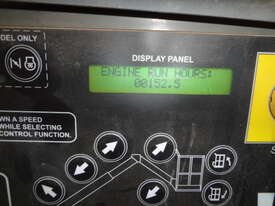 DEL ONLY
DISPLAY PANEL
ENGINE RUN HOURS:
00152.5
WN A SPEED
WHILE SELECTING
CONTROL FUNCTION.
S